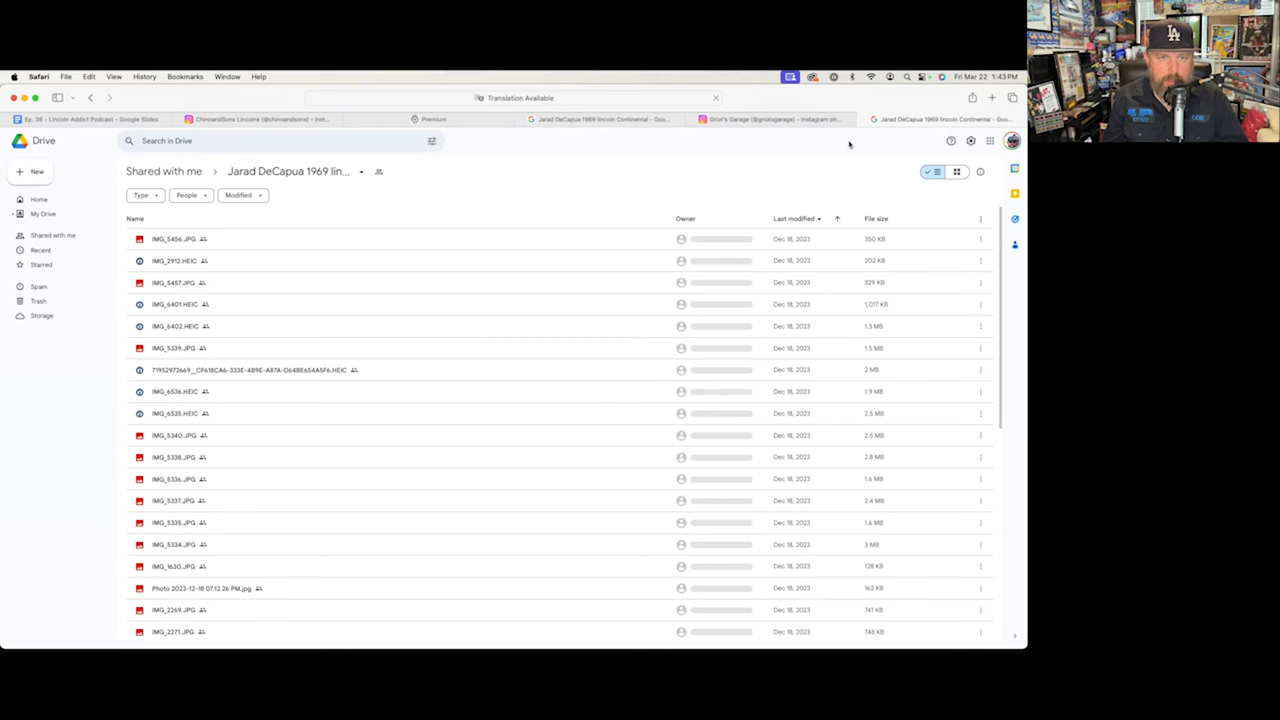 Safari File Edit View History Bookmarks Window Help Fri Mar 22 1:43 PM
Translation Available
Ep. 38 - Lincoln Addict Podcast - Google Slides ChinoandSons Lincolns (@chinoandsons) • Inst... Premium Jarad DeCapua 1969 lincoln Continental - Goo... Griot's Garage (@griotsgarage) • Instagram ph... Jarad DeCapua 1969 lincoln Continental - Goo...
Drive Search in Drive
New
Shared with me Jarad DeCapua 1969 lin...
Type People Modified
Home
My Drive
Shared with me
Recent
Starred
Spam
Trash
Storage
Name Owner Last modified File size
IMG_5456.JPG Dec 18, 2023 350 KB
IMG_2912.HEIC Dec 18, 2023 202 KB
IMG_5457.JPG Dec 18, 2023 329 KB
IMG_6401.HEIC Dec 18, 2023 1,017 KB
IMG_6402.HEIC Dec 18, 2023 1.3 MB
IMG_5339.JPG Dec 18, 2023 1.5 MB
71952972669__CF618CA6-333E-4B9E-A87A-D64BE654A5F6.HEIC Dec 18, 2023 2 MB
IMG_6536.HEIC Dec 18, 2023 1.9 MB
IMG_6535.HEIC Dec 18, 2023 2.5 MB
IMG_5340.JPG Dec 18, 2023 2.5 MB
IMG_5338.JPG Dec 18, 2023 2.8 MB
IMG_5336.JPG Dec 18, 2023 1.6 MB
IMG_5337.JPG Dec 18, 2023 2.4 MB
IMG_5335.JPG Dec 18, 2023 1.6 MB
IMG_5334.JPG Dec 18, 2023 3 MB
IMG_1630.JPG Dec 18, 2023 128 KB
Photo 2023-12-18 07.12.26 PM.jpg Dec 18, 2023 162 KB
IMG_2269.JPG Dec 18, 2023 741 KB
IMG_2271.JPG Dec 18, 2023 748 KB
LA